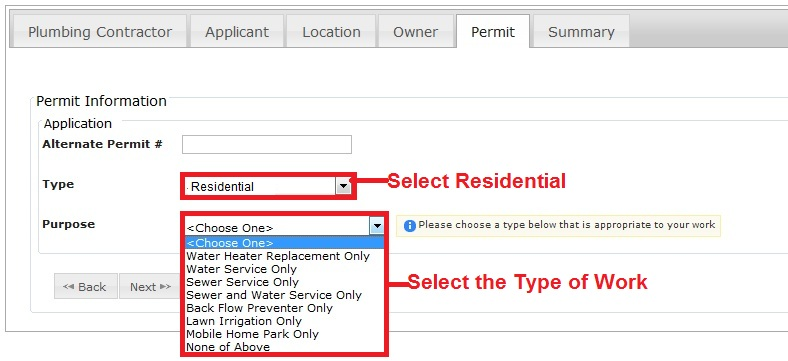 Plumbing Contractor Applicant Location Owner Permit Summary
Permit Information
Application
Alternate Permit #
Type Residential Select Residential
Purpose <Choose One> Please choose a type below that is appropriate to your work
<Choose One>
Water Heater Replacement Only
Water Service Only
Sewer Service Only
Sewer and Water Service Only
Back Flow Preventer Only
Lawn Irrigation Only
Mobile Home Park Only
None of Above
Select the Type of Work
Back Next